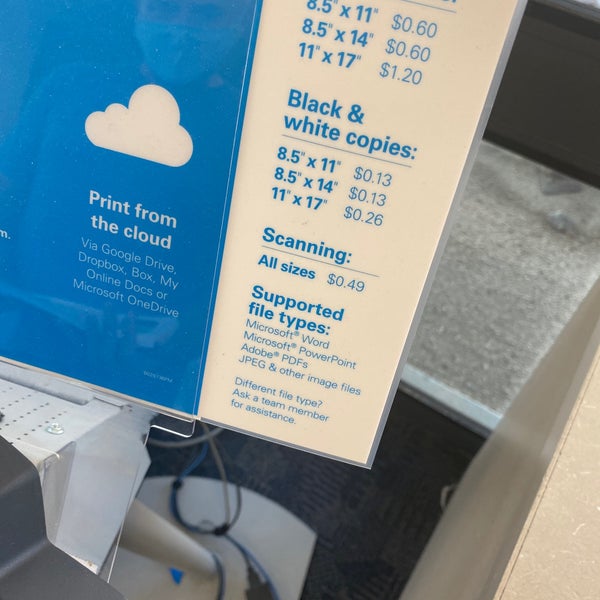 Print from
the cloud
Via Google Drive,
Dropbox, Box, My
Online Docs or
Microsoft OneDrive
8.5" x 11" $0.60
8.5" x 14" $0.60
11" x 17" $1.20
Black &
white copies:
8.5" x 11" $0.13
8.5" x 14" $0.13
11" x 17" $0.26
Scanning:
All sizes $0.49
Supported
file types:
Microsoft® Word
Microsoft® PowerPoint
Adobe® PDFs
JPEG & other image files
Different file type?
Ask a team member
for assistance.